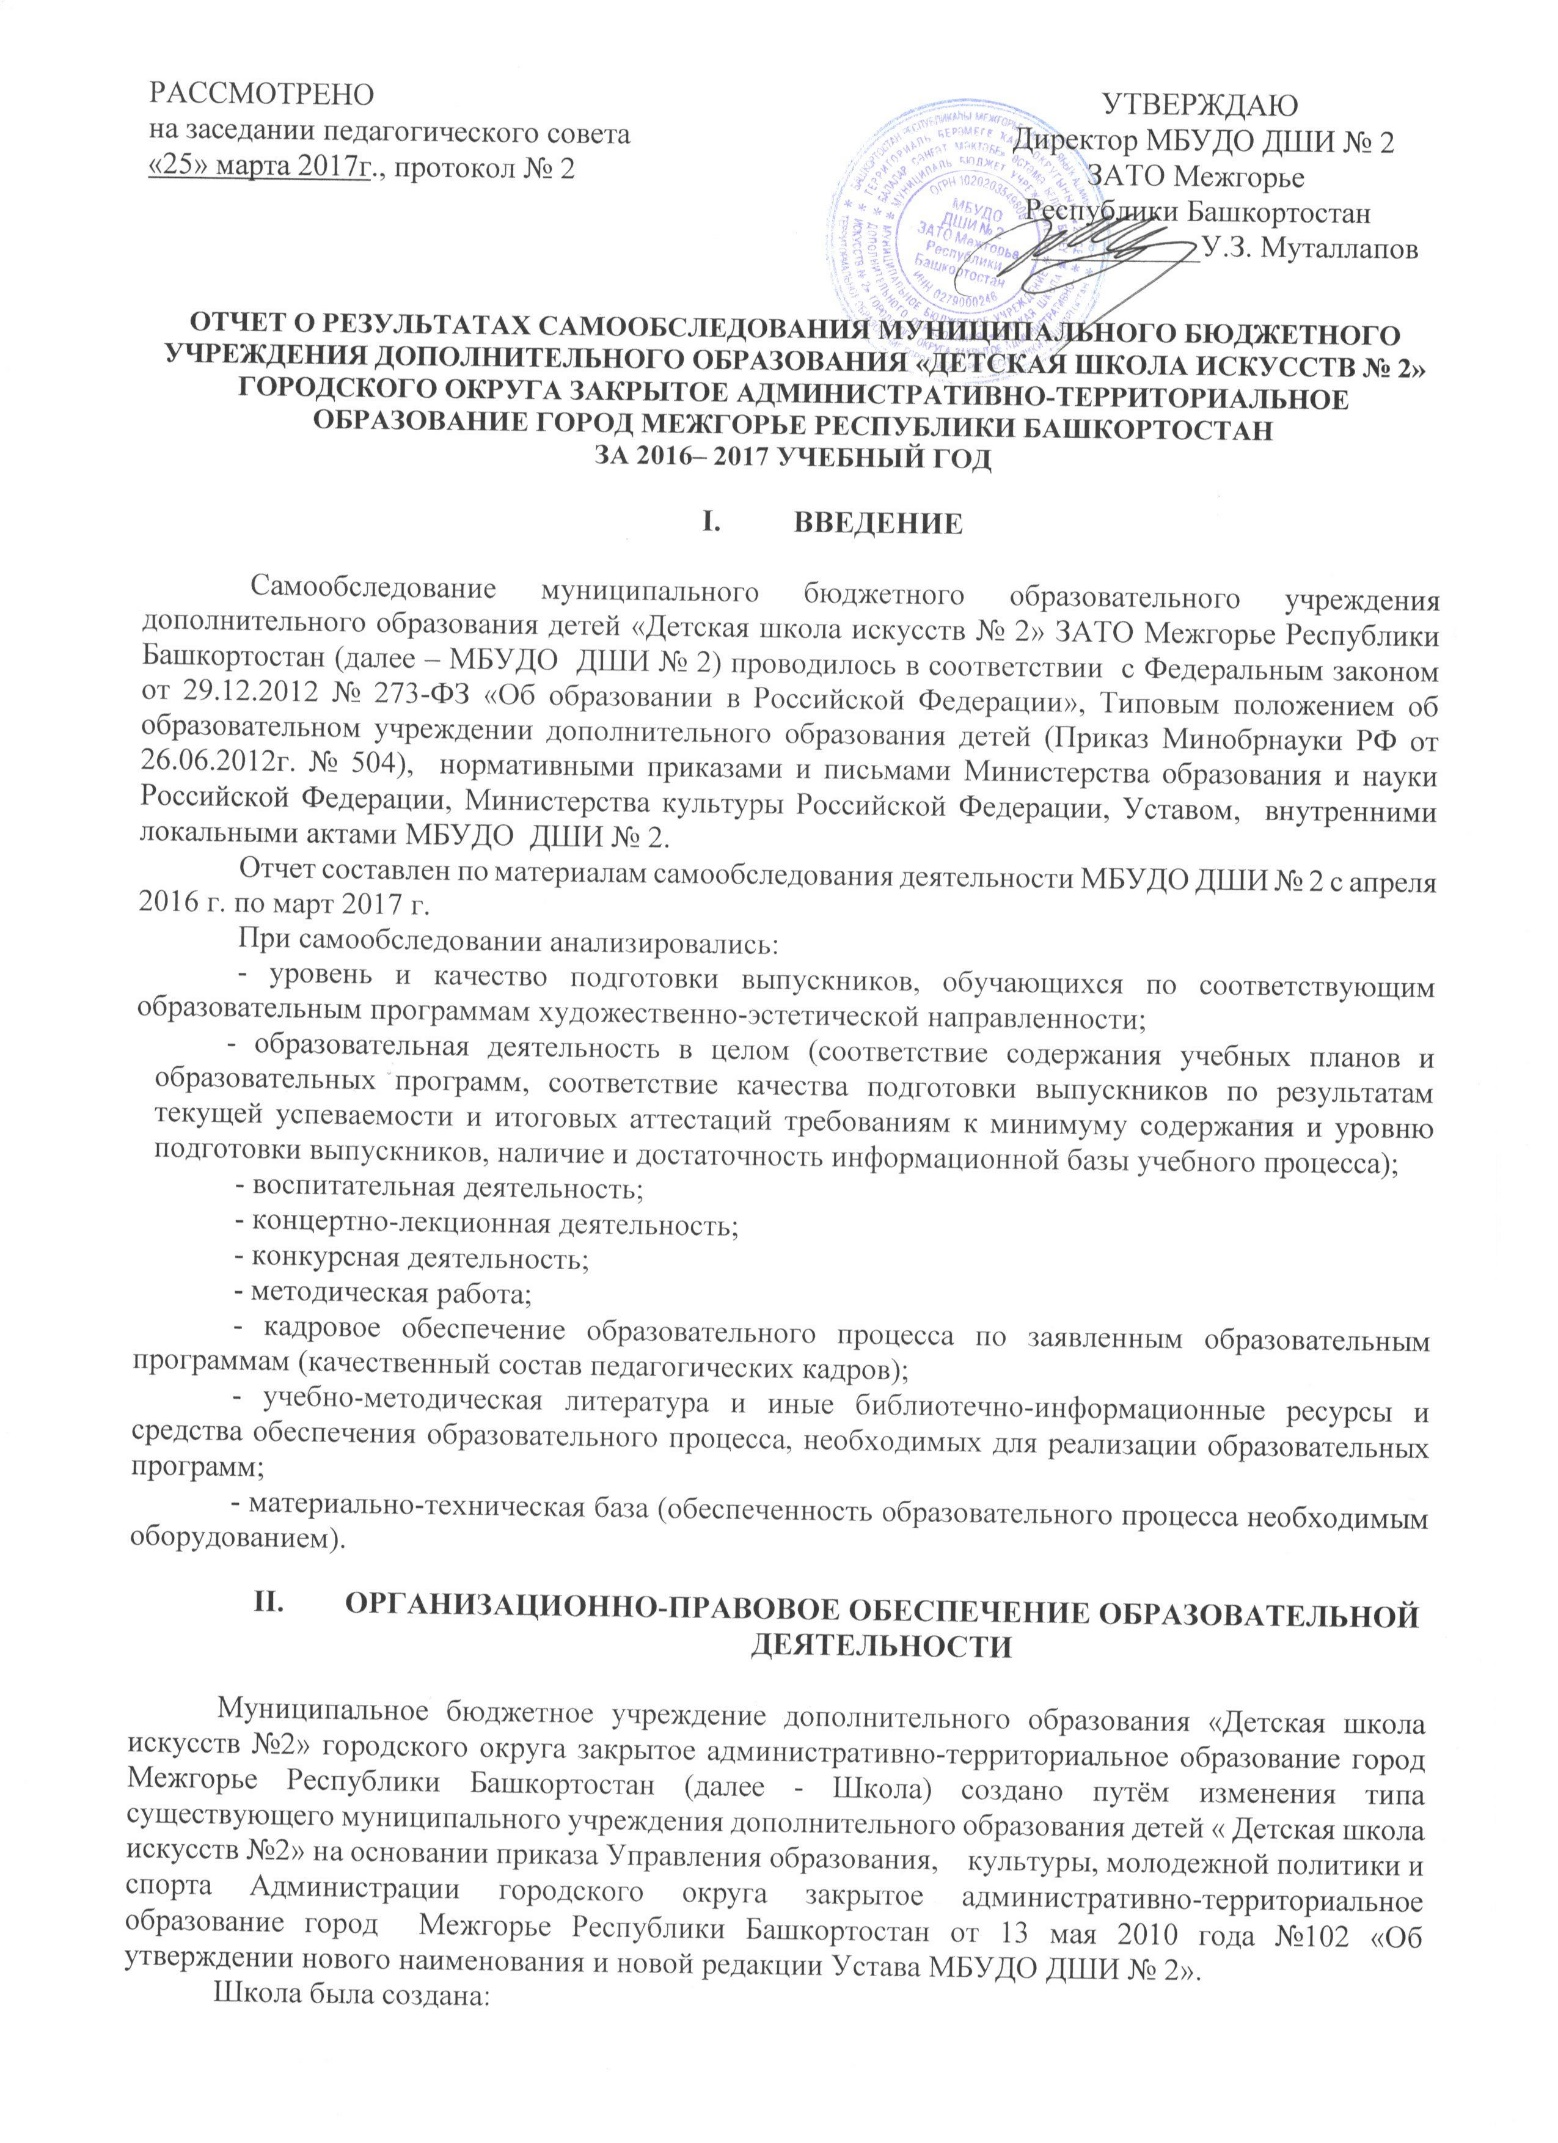 РАССМОТРЕНО
на заседании педагогического совета
«25» марта 2017г., протокол № 2
УТВЕРЖДАЮ
Директор МБУДО ДШИ № 2
ЗАТО Межгорье
Республики Башкортостан
У.З. Муталлапов
МБУДО
ДШИ № 2
ЗАТО Межгорье
Республики
Башкортостан
ОТЧЕТ О РЕЗУЛЬТАТАХ САМООБСЛЕДОВАНИЯ МУНИЦИПАЛЬНОГО БЮДЖЕТНОГО
УЧРЕЖДЕНИЯ ДОПОЛНИТЕЛЬНОГО ОБРАЗОВАНИЯ «ДЕТСКАЯ ШКОЛА ИСКУССТВ № 2»
ГОРОДСКОГО ОКРУГА ЗАКРЫТОЕ АДМИНИСТРАТИВНО-ТЕРРИТОРИАЛЬНОЕ
ОБРАЗОВАНИЕ ГОРОД МЕЖГОРЬЕ РЕСПУБЛИКИ БАШКОРТОСТАН
ЗА 2016– 2017 УЧЕБНЫЙ ГОД
I. ВВЕДЕНИЕ
Самообследование муниципального бюджетного образовательного учреждения
дополнительного образования детей «Детская школа искусств № 2» ЗАТО Межгорье Республики
Башкортостан (далее – МБУДО ДШИ № 2) проводилось в соответствии с Федеральным законом
от 29.12.2012 № 273-ФЗ «Об образовании в Российской Федерации», Типовым положением об
образовательном учреждении дополнительного образования детей (Приказ Минобрнауки РФ от
26.06.2012г. № 504), нормативными приказами и письмами Министерства образования и науки
Российской Федерации, Министерства культуры Российской Федерации, Уставом, внутренними
локальными актами МБУДО ДШИ № 2.
Отчет составлен по материалам самообследования деятельности МБУДО ДШИ № 2 с апреля
2016 г. по март 2017 г.
При самообследовании анализировались:
- уровень и качество подготовки выпускников, обучающихся по соответствующим
образовательным программам художественно-эстетической направленности;
- образовательная деятельность в целом (соответствие содержания учебных планов и
образовательных программ, соответствие качества подготовки выпускников по результатам
текущей успеваемости и итоговых аттестаций требованиям к минимуму содержания и уровню
подготовки выпускников, наличие и достаточность информационной базы учебного процесса);
- воспитательная деятельность;
- концертно-лекционная деятельность;
- конкурсная деятельность;
- методическая работа;
- кадровое обеспечение образовательного процесса по заявленным образовательным
программам (качественный состав педагогических кадров);
- учебно-методическая литература и иные библиотечно-информационные ресурсы и
средства обеспечения образовательного процесса, необходимых для реализации образовательных
программ;
- материально-техническая база (обеспеченность образовательного процесса необходимым
оборудованием).
II. ОРГАНИЗАЦИОННО-ПРАВОВОЕ ОБЕСПЕЧЕНИЕ ОБРАЗОВАТЕЛЬНОЙ
ДЕЯТЕЛЬНОСТИ
Муниципальное бюджетное учреждение дополнительного образования «Детская школа
искусств №2» городского округа закрытое административно-территориальное образование город
Межгорье Республики Башкортостан (далее - Школа) создано путём изменения типа
существующего муниципального учреждения дополнительного образования детей « Детская школа
искусств №2» на основании приказа Управления образования, культуры, молодежной политики и
спорта Администрации городского округа закрытое административно-территориальное
образование город Межгорье Республики Башкортостан от 13 мая 2010 года №102 «Об
утверждении нового наименования и новой редакции Устава МБУДО ДШИ № 2».
Школа была создана: